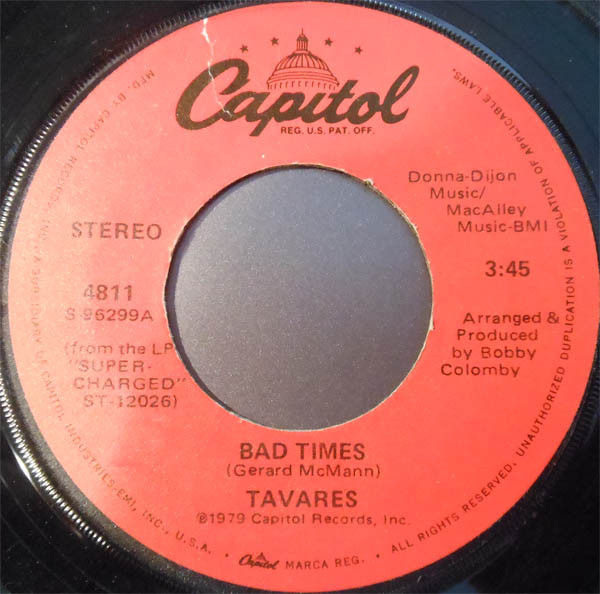 Capitol
REG. U.S. PAT. OFF.
Donna-Dijon
Music/
MacAlley
Music-BMI
STEREO
3:45
4811
S-96299A
(from the LP
"SUPER-
CHARGED"
ST-12026)
Arranged &
Produced
by Bobby
Colomby
BAD TIMES
(Gerard McMann)
TAVARES
℗1979 Capitol Records, Inc.
MFD. BY CAPITOL RECORDS, INC., A SUBSIDIARY OF CAPITOL INDUSTRIES-EMI, INC., U.S.A. • Capitol MARCA REG. • ALL RIGHTS RESERVED. UNAUTHORIZED DUPLICATION IS A VIOLATION OF APPLICABLE LAWS.